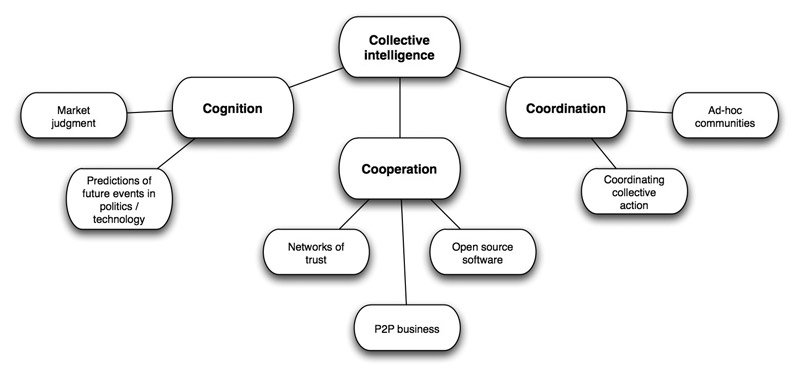 Collective
intelligence
Cognition
Coordination
Market
judgment
Ad-hoc
communities
Cooperation
Predictions of
future events in
politics /
technology
Coordinating
collective
action
Networks of
trust
Open source
software
P2P business